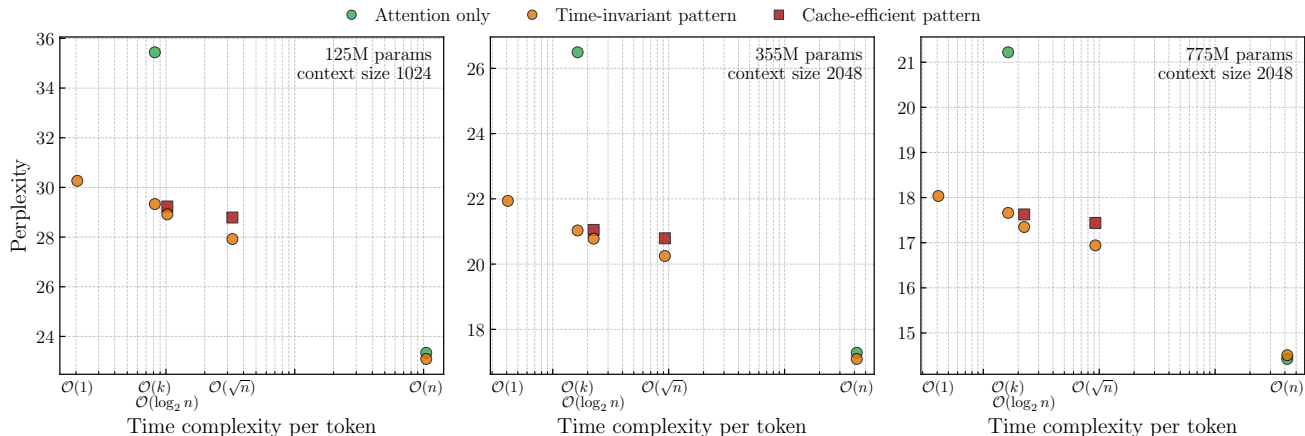 Attention only Time-invariant pattern Cache-efficient pattern
Perplexity
36
34
32
30
28
26
24
125M params
context size 1024
𝒪(1) 𝒪(k) 𝒪(√n) 𝒪(n)
𝒪(log₂ n)
Time complexity per token
26
24
22
20
18
355M params
context size 2048
𝒪(1) 𝒪(k) 𝒪(√n) 𝒪(n)
𝒪(log₂ n)
Time complexity per token
21
20
19
18
17
16
15
775M params
context size 2048
𝒪(1) 𝒪(k) 𝒪(√n) 𝒪(n)
𝒪(log₂ n)
Time complexity per token